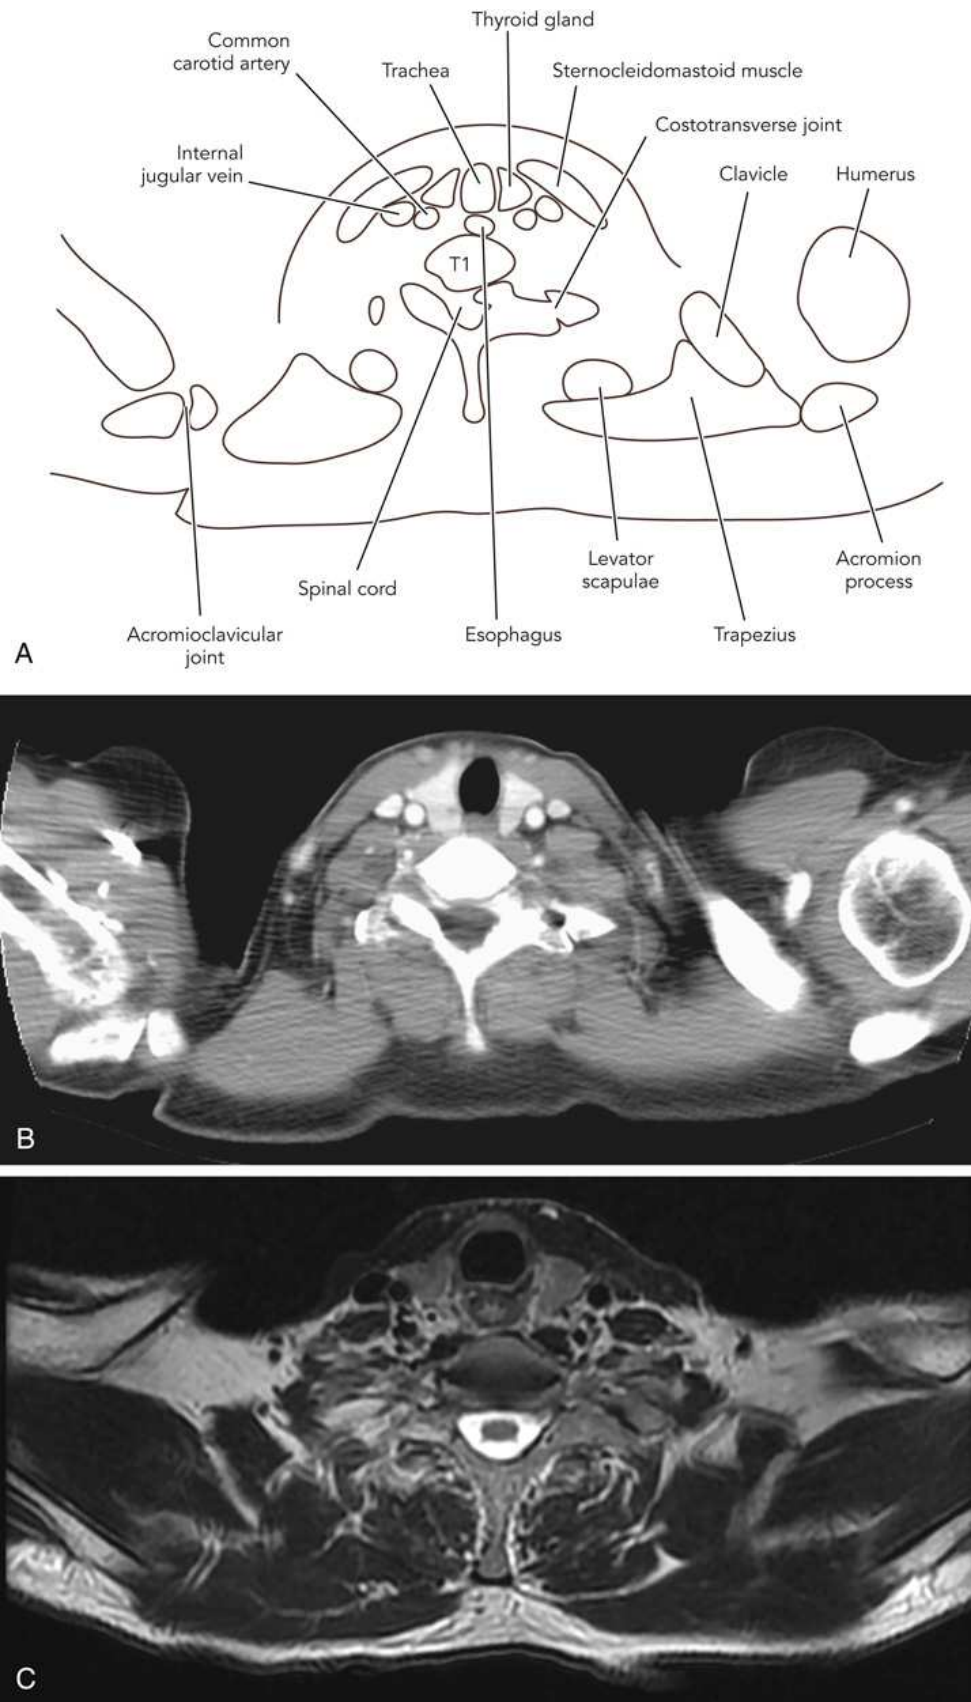 Thyroid gland
Common
carotid artery
Trachea
Sternocleidomastoid muscle
Costotransverse joint
Internal
jugular vein
Clavicle
Humerus
T1
Levator
scapulae
Acromion
process
Spinal cord
Acromioclavicular
joint
Esophagus
Trapezius
A
B
C